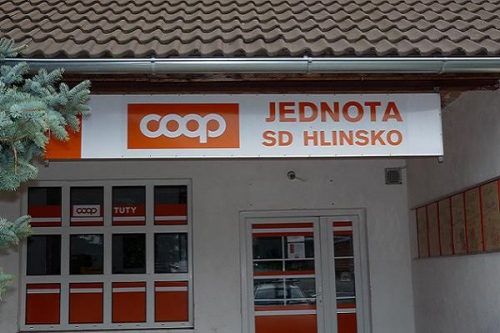 coop
JEDNOTA
SD HLINSKO
coop TUTY